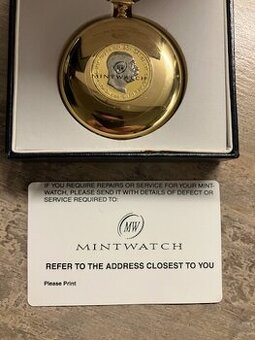 MINTWATCH
IF YOU REQUIRE REPAIRS OR SERVICE FOR YOUR MINT-
WATCH, PLEASE SEND IT WITH DETAILS OF DEFECT OR
SERVICE REQUIRED TO:
MW
MINTWATCH
REFER TO THE ADDRESS CLOSEST TO YOU
Please Print